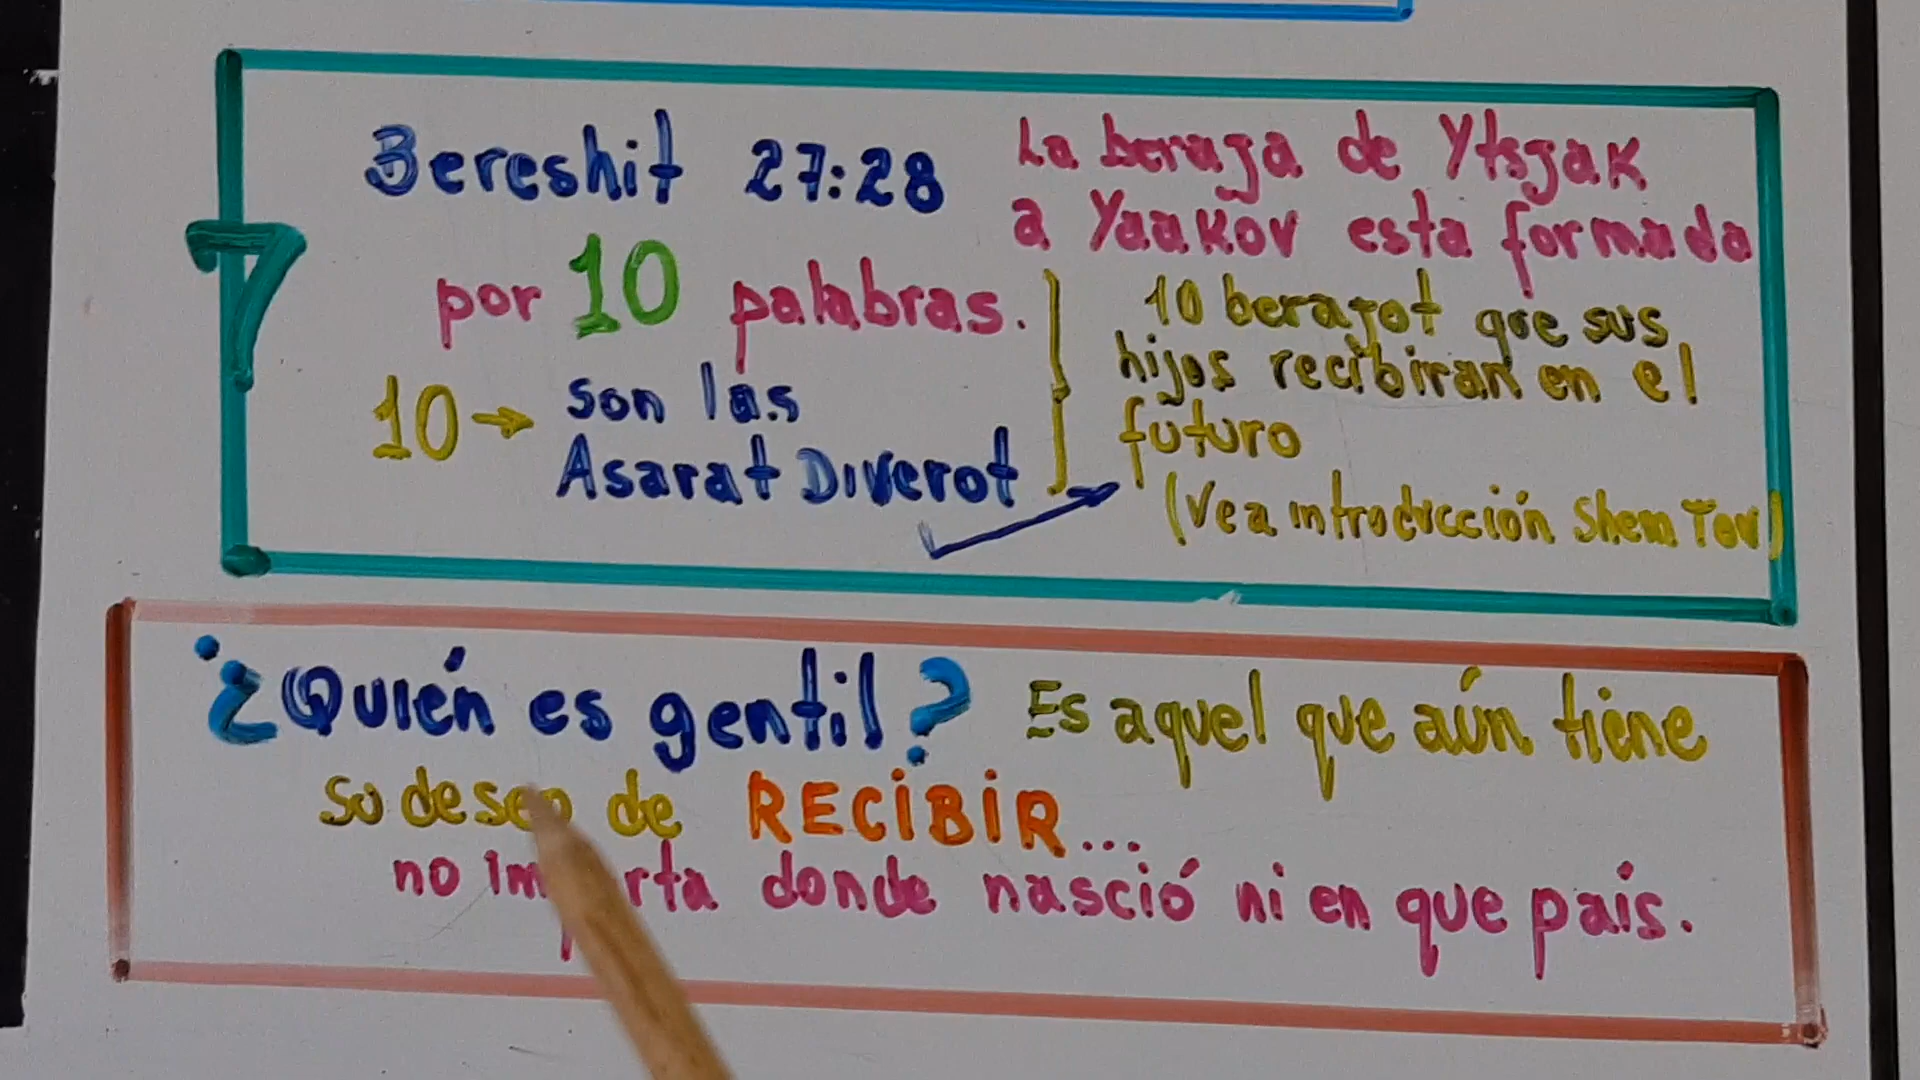 7
Bereshit 27:28 La beraja de Ytsjak
a Yaakov esta formada
por 10 palabras.
10 berajot que sus
hijos recibiran en el
futuro
(Vea introducción Shem Tov)
10 → son las
Asarat Diverot
¿Quién es gentil? Es aquel que aún tiene
su deseo de RECIBIR...
no importa donde nasció ni en que país.